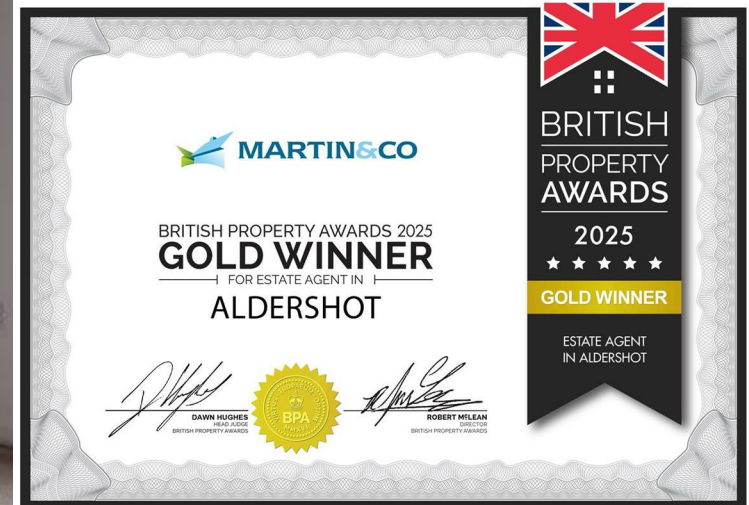 MARTIN&CO
BRITISH PROPERTY AWARDS 2025
GOLD WINNER
FOR ESTATE AGENT IN
ALDERSHOT
DAWN HUGHES
HEAD JUDGE
BRITISH PROPERTY AWARDS
BPA
ROBERT McLEAN
DIRECTOR
BRITISH PROPERTY AWARDS
BRITISH
PROPERTY
AWARDS
2025
GOLD WINNER
ESTATE AGENT
IN ALDERSHOT